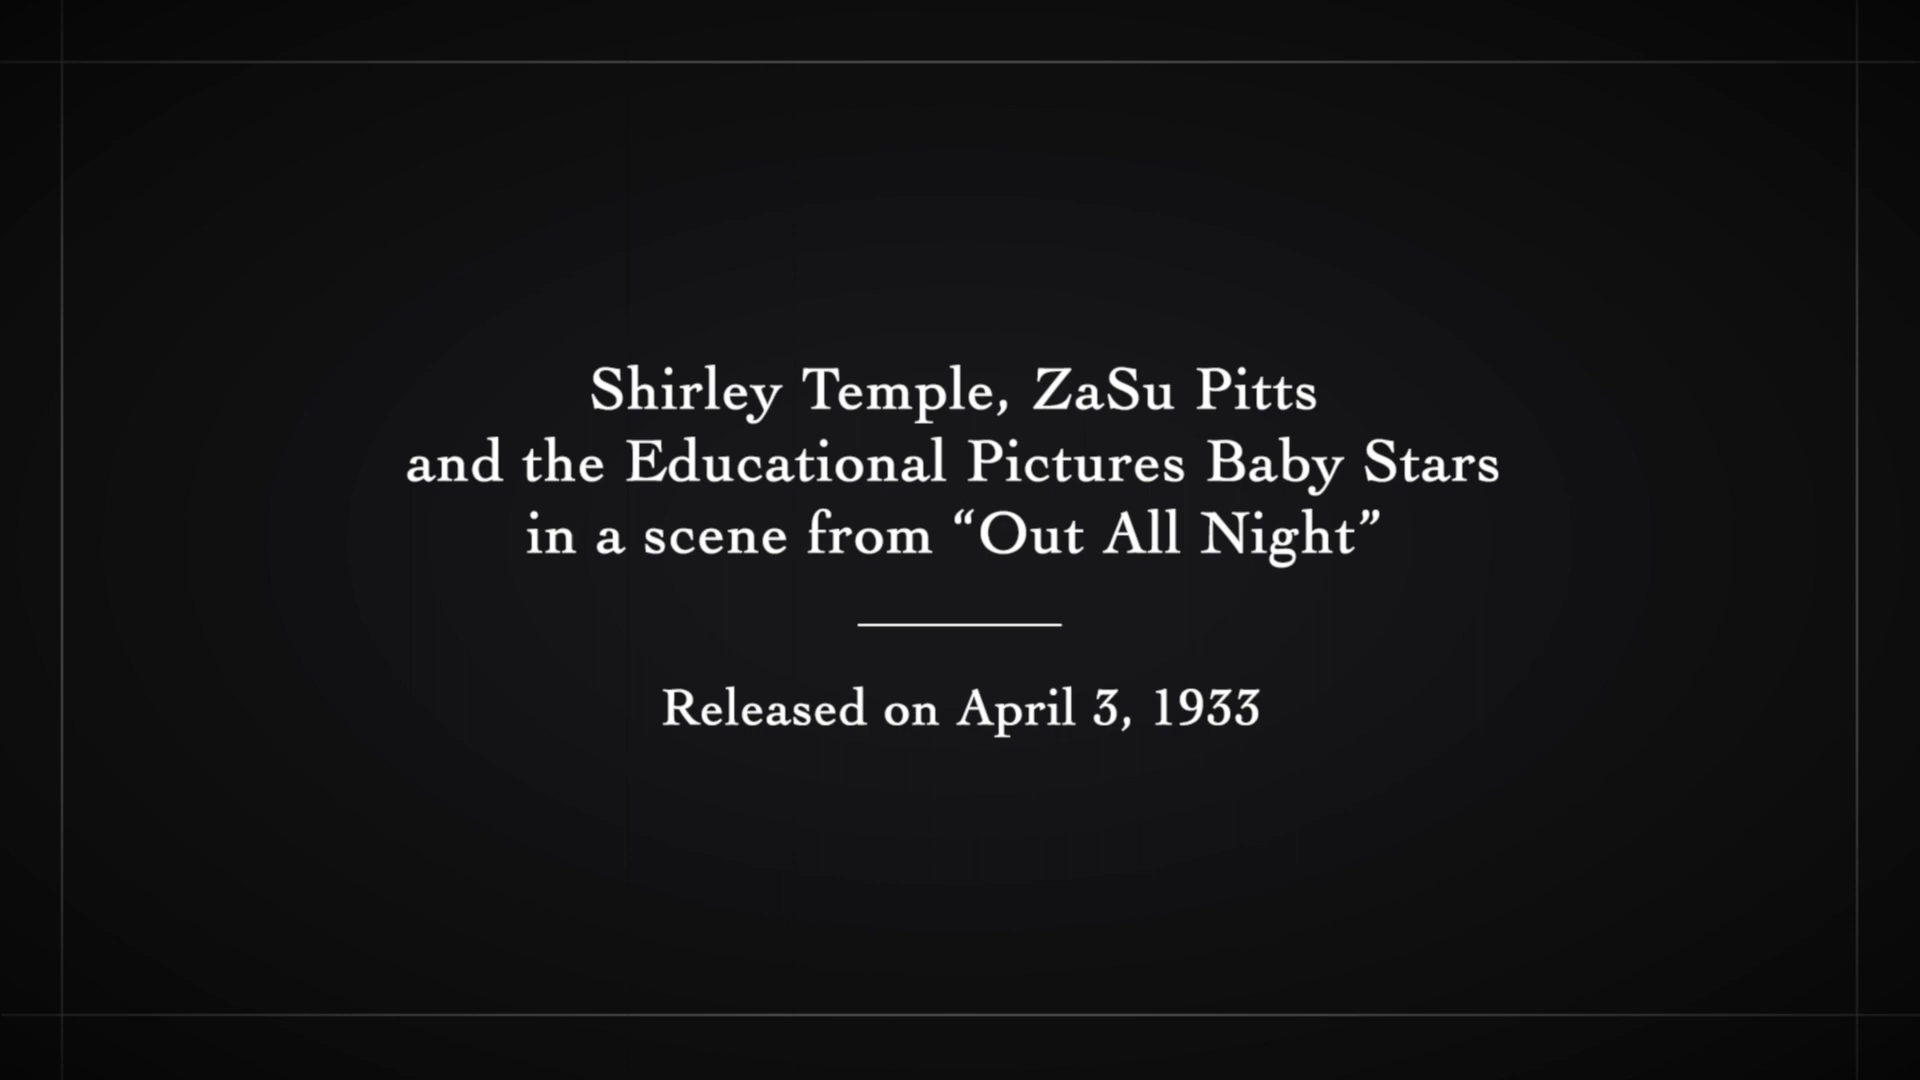 Shirley Temple, ZaSu Pitts
and the Educational Pictures Baby Stars
in a scene from “Out All Night”
Released on April 3, 1933